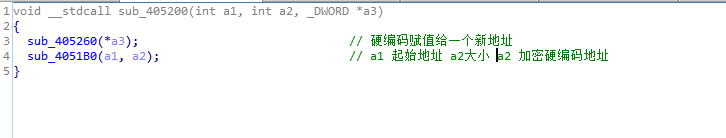 1 void __stdcall sub_405200(int a1, int a2, _DWORD *a3)
2 {
3 sub_405260(*a3); // 硬编码赋值给一个新地址
4 sub_4051B0(a1, a2); // a1 起始地址 a2大小 a2 加密硬编码地址
5 }